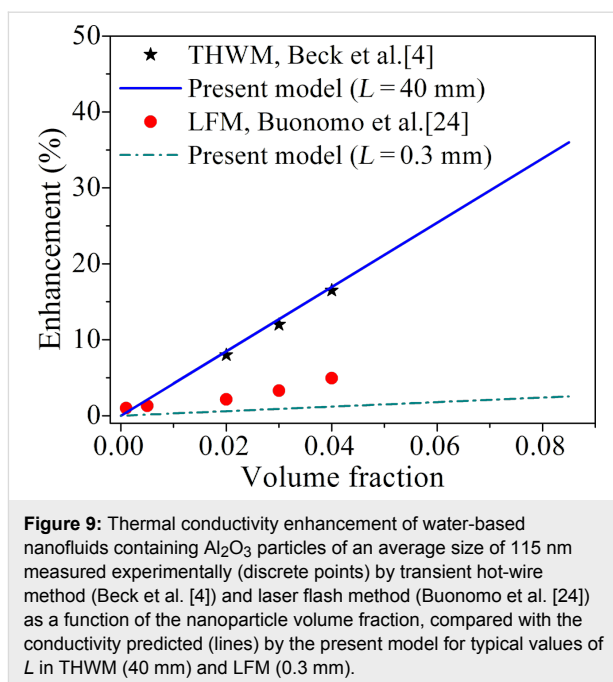 50
40
30
20
10
0
Enhancement (%)
THWM, Beck et al.[4]
Present model (L = 40 mm)
LFM, Buonomo et al.[24]
Present model (L = 0.3 mm)
0.00 0.02 0.04 0.06 0.08
Volume fraction
Figure 9: Thermal conductivity enhancement of water-based
nanofluids containing Al₂O₃ particles of an average size of 115 nm
measured experimentally (discrete points) by transient hot-wire
method (Beck et al. [4]) and laser flash method (Buonomo et al. [24])
as a function of the nanoparticle volume fraction, compared with the
conductivity predicted (lines) by the present model for typical values of
L in THWM (40 mm) and LFM (0.3 mm).